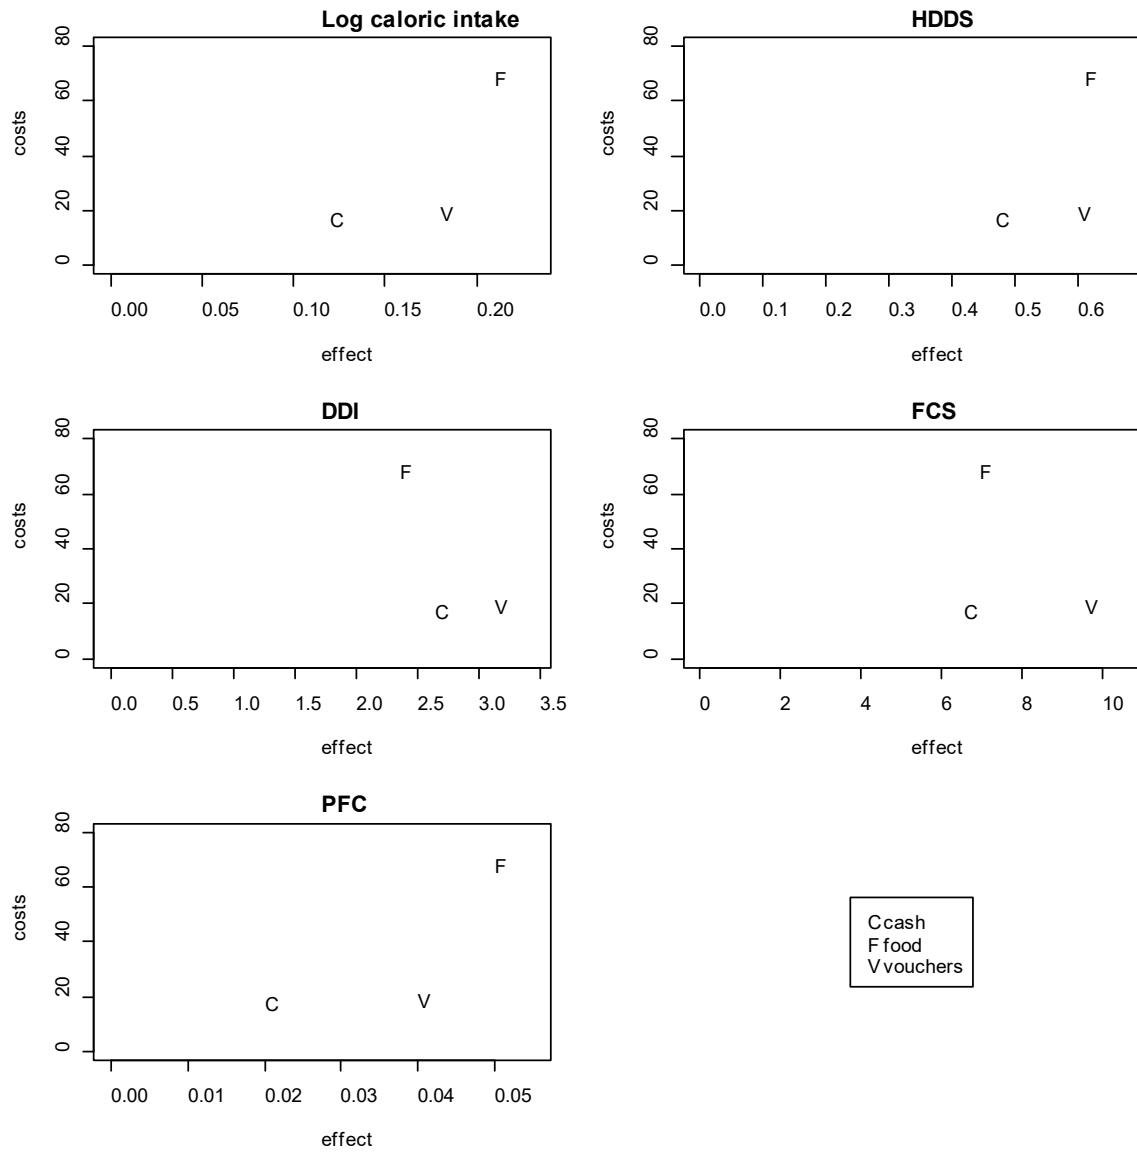 Log caloric intake
80
60
40
20
0
costs
F
C
V
0.00 0.05 0.10 0.15 0.20
effect
HDDS
80
60
40
20
0
costs
F
C
V
0.0 0.1 0.2 0.3 0.4 0.5 0.6
effect
DDI
80
60
40
20
0
costs
F
C
V
0.0 0.5 1.0 1.5 2.0 2.5 3.0 3.5
effect
FCS
80
60
40
20
0
costs
F
C
V
0 2 4 6 8 10
effect
PFC
80
60
40
20
0
costs
F
C
V
0.00 0.01 0.02 0.03 0.04 0.05
effect
C cash
F food
V vouchers